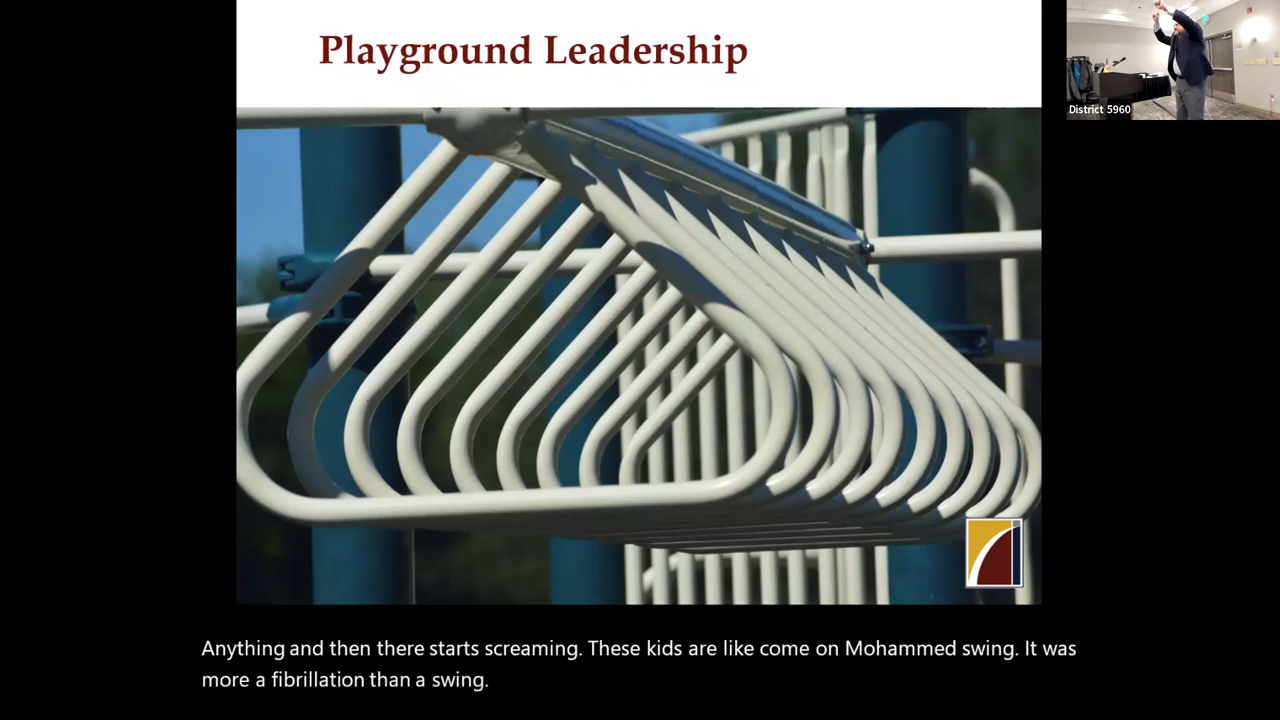 Playground Leadership
District 5960
Anything and then there starts screaming. These kids are like come on Mohammed swing. It was
more a fibrillation than a swing.